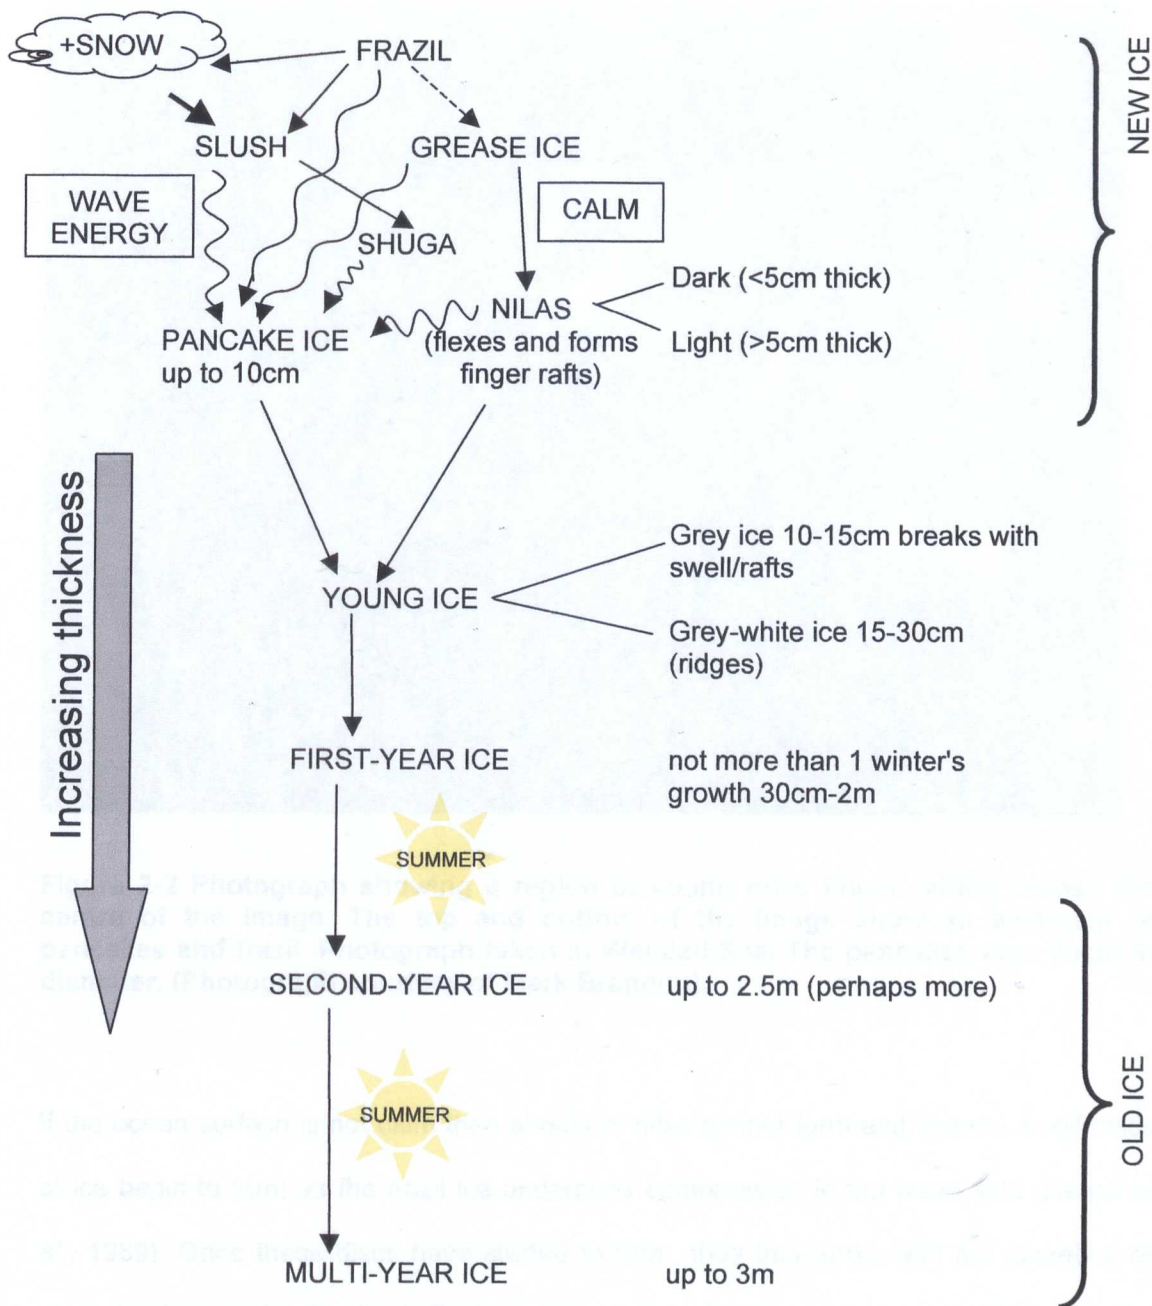 +SNOW
FRAZIL
SLUSH
GREASE ICE
NEW ICE
WAVE
ENERGY
CALM
SHUGA
Dark (<5cm thick)
NILAS
(flexes and forms
finger rafts)
Light (>5cm thick)
PANCAKE ICE
up to 10cm
Increasing thickness
Grey ice 10-15cm breaks with
swell/rafts
YOUNG ICE
Grey-white ice 15-30cm
(ridges)
FIRST-YEAR ICE
not more than 1 winter's
growth 30cm-2m
SUMMER
SECOND-YEAR ICE
up to 2.5m (perhaps more)
OLD ICE
SUMMER
MULTI-YEAR ICE
up to 3m